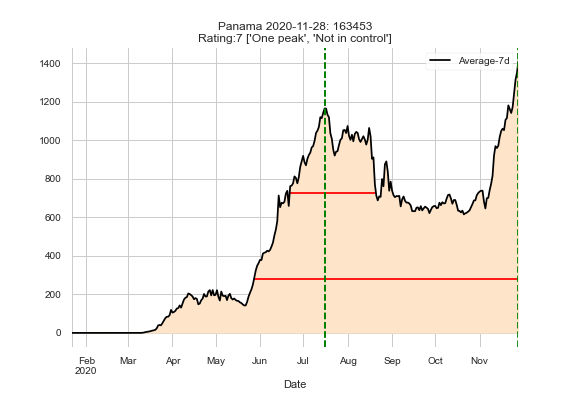 Panama 2020-11-28: 163453
Rating:7 ['One peak', 'Not in control']
Average-7d
1400
1200
1000
800
600
400
200
0
Feb Mar Apr May Jun Jul Aug Sep Oct Nov
2020
Date